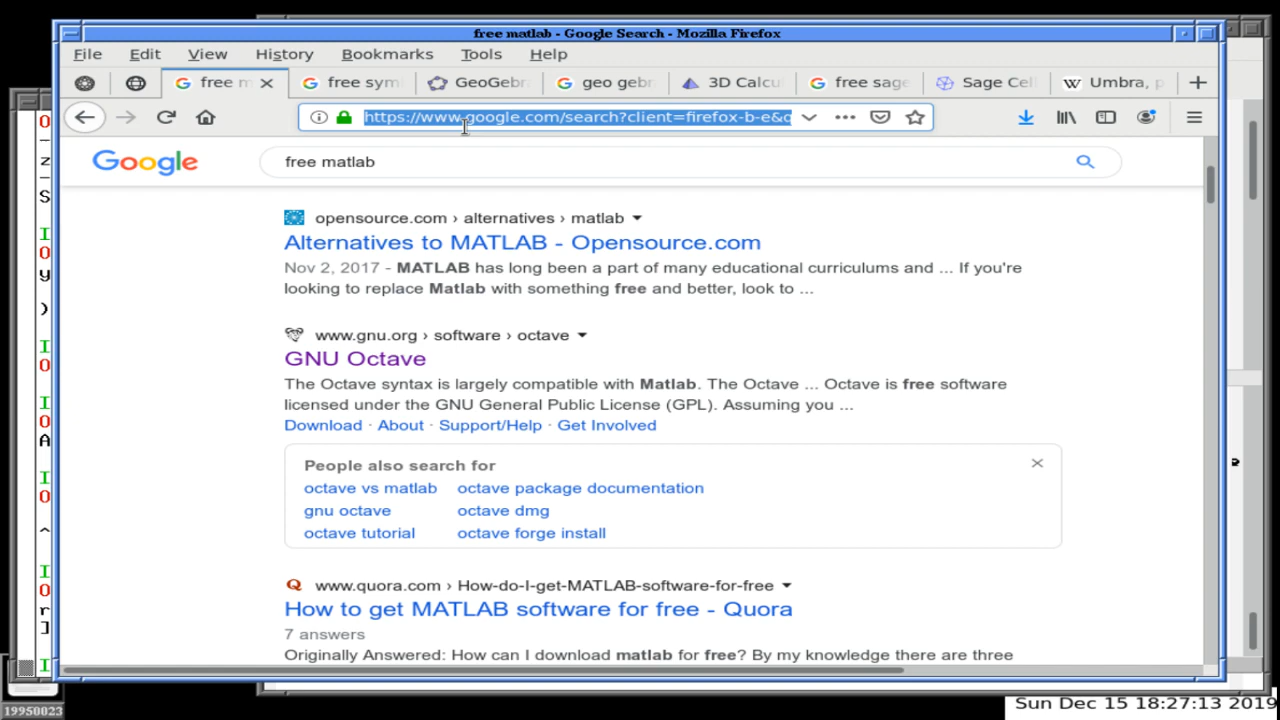 free matlab - Google Search - Mozilla Firefox
File Edit View History Bookmarks Tools Help
free m free sym GeoGebr geo gebr 3D Calcu free sage Sage Cell Umbra, p
https://www.google.com/search?client=firefox-b-e&q
Google free matlab
opensource.com › alternatives › matlab
Alternatives to MATLAB - Opensource.com
Nov 2, 2017 - MATLAB has long been a part of many educational curriculums and ... If you're
looking to replace Matlab with something free and better, look to ...
www.gnu.org › software › octave
GNU Octave
The Octave syntax is largely compatible with Matlab. The Octave ... Octave is free software
licensed under the GNU General Public License (GPL). Assuming you ...
Download · About · Support/Help · Get Involved
People also search for
octave vs matlab octave package documentation
gnu octave octave dmg
octave tutorial octave forge install
www.quora.com › How-do-I-get-MATLAB-software-for-free
How to get MATLAB software for free - Quora
7 answers
Originally Answered: How can I download matlab for free? By my knowledge there are three
19950023
Sun Dec 15 18:27:13 2019